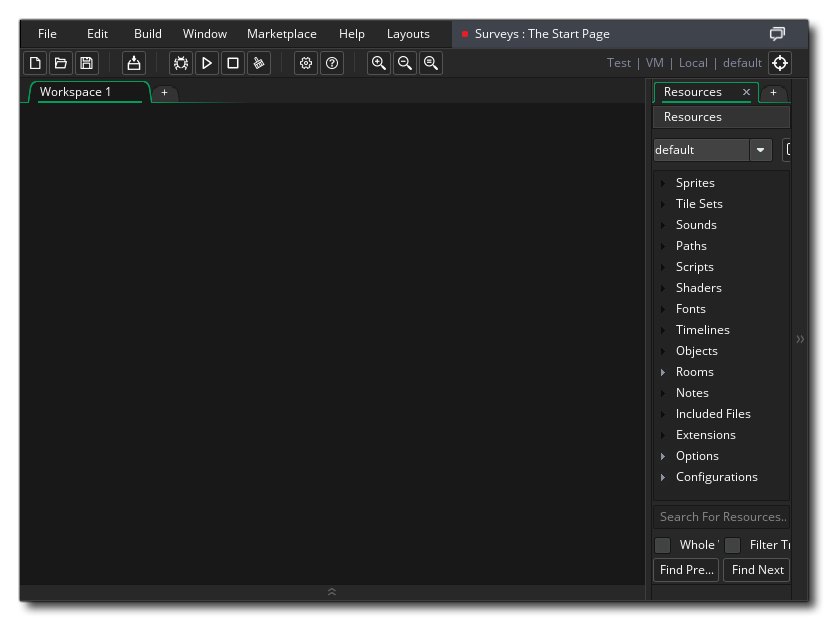 File Edit Build Window Marketplace Help Layouts Surveys : The Start Page
Test | VM | Local | default
Workspace 1 +
Resources × +
Resources
default
Sprites
Tile Sets
Sounds
Paths
Scripts
Shaders
Fonts
Timelines
Objects
Rooms
Notes
Included Files
Extensions
Options
Configurations
Search For Resources..
Whole Filter
Find Pre... Find Next